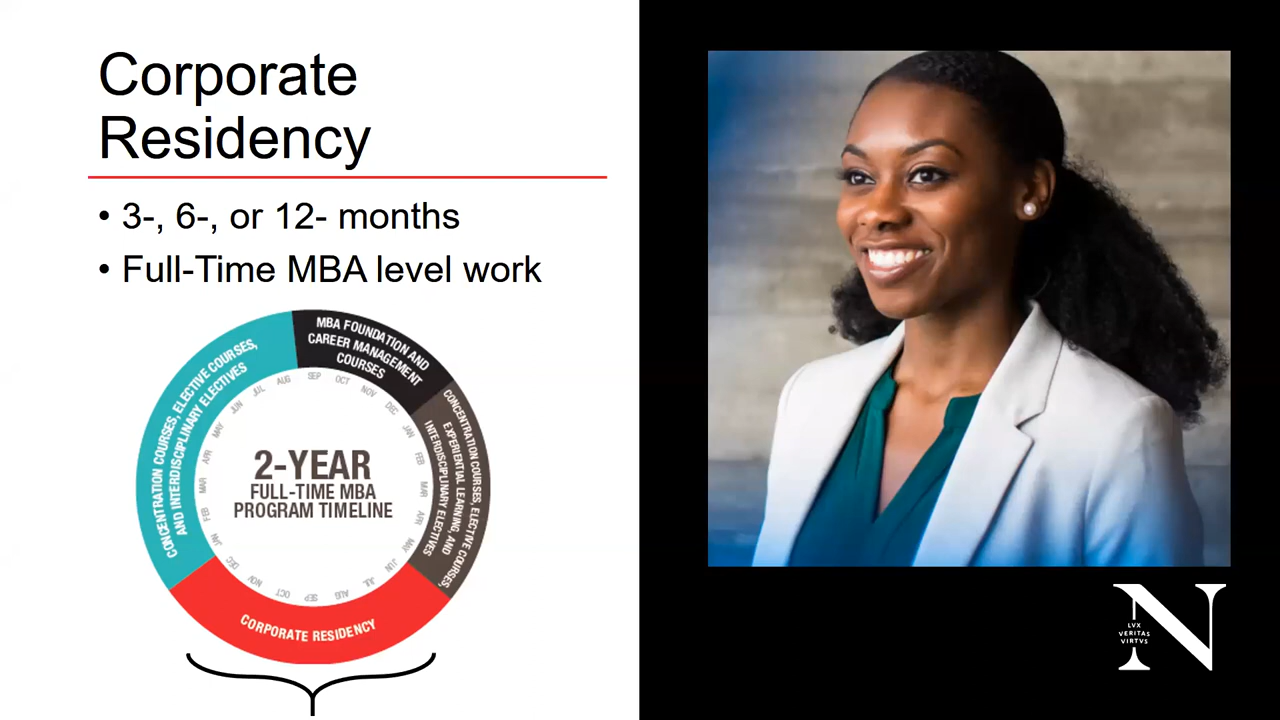 Corporate
Residency
• 3-, 6-, or 12- months
• Full-Time MBA level work
MBA FOUNDATION AND
CAREER MANAGEMENT
COURSES
CONCENTRATION COURSES, ELECTIVE COURSES,
EXPERIENTIAL LEARNING, AND
INTERDISCIPLINARY ELECTIVES
CORPORATE RESIDENCY
CONCENTRATION COURSES, ELECTIVE COURSES,
AND INTERDISCIPLINARY ELECTIVES
SEP OCT NOV DEC JAN FEB MAR APR MAY JUN JUL AUG SEP OCT NOV DEC JAN FEB MAR APR MAY JUN JUL AUG
2-YEAR
FULL-TIME MBA
PROGRAM TIMELINE
N
LVX
VERITAS
VIRTVS